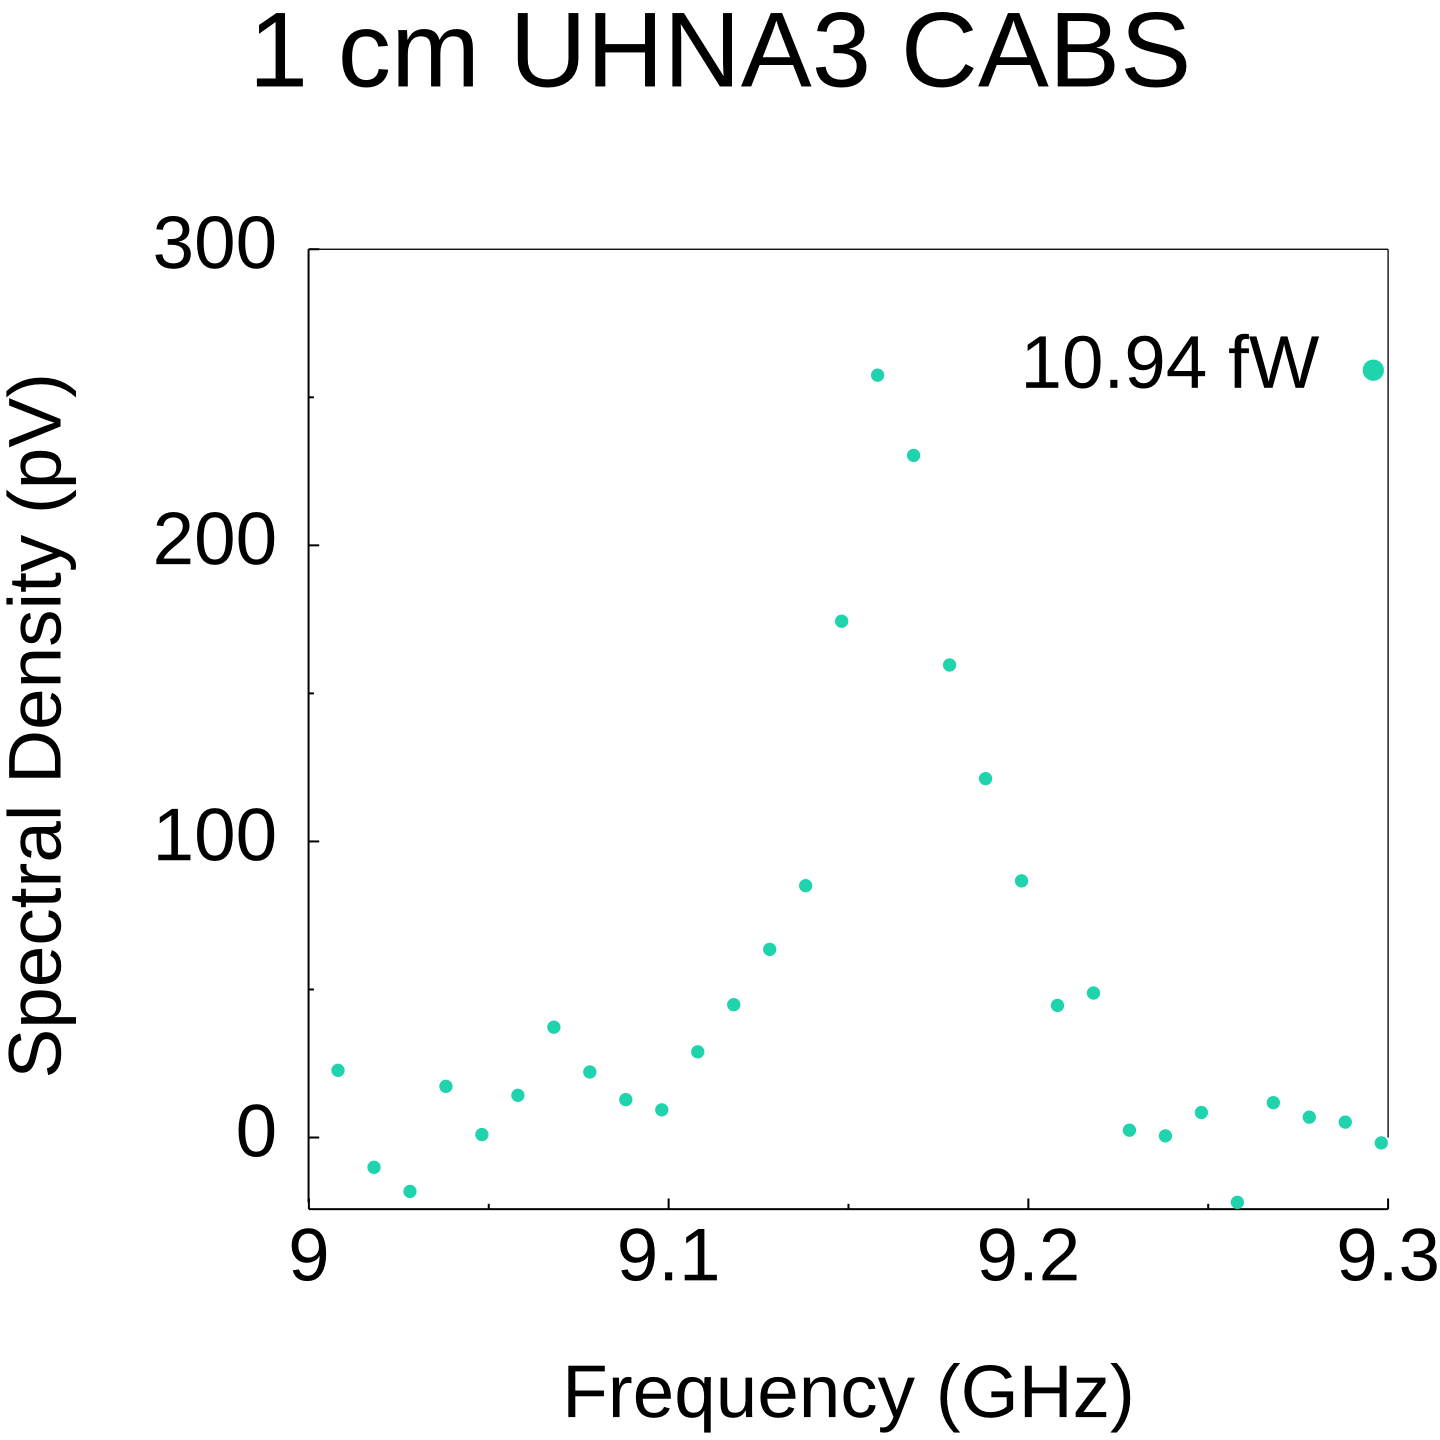 1 cm UHNA3 CABS
300
10.94 fW
200
100
0
Spectral Density (pV)
9
9.1
9.2
9.3
Frequency (GHz)